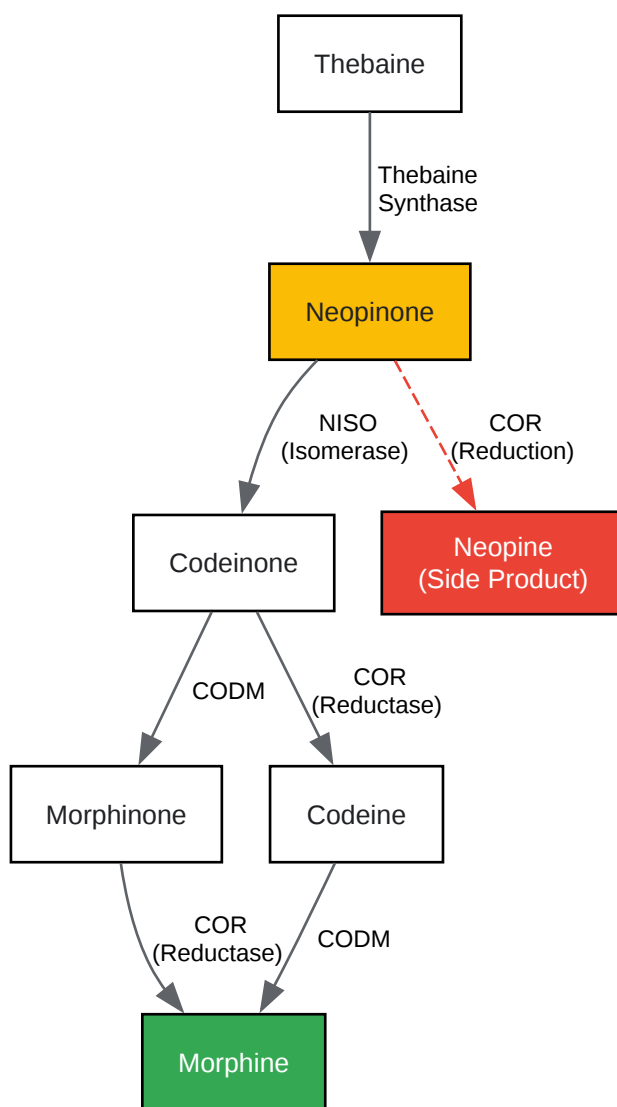 Thebaine
Thebaine
Synthase
Neopinone
NISO
(Isomerase)
COR
(Reduction)
Codeinone
Neopine
(Side Product)
CODM
COR
(Reductase)
Morphinone
Codeine
COR
(Reductase)
CODM
Morphine